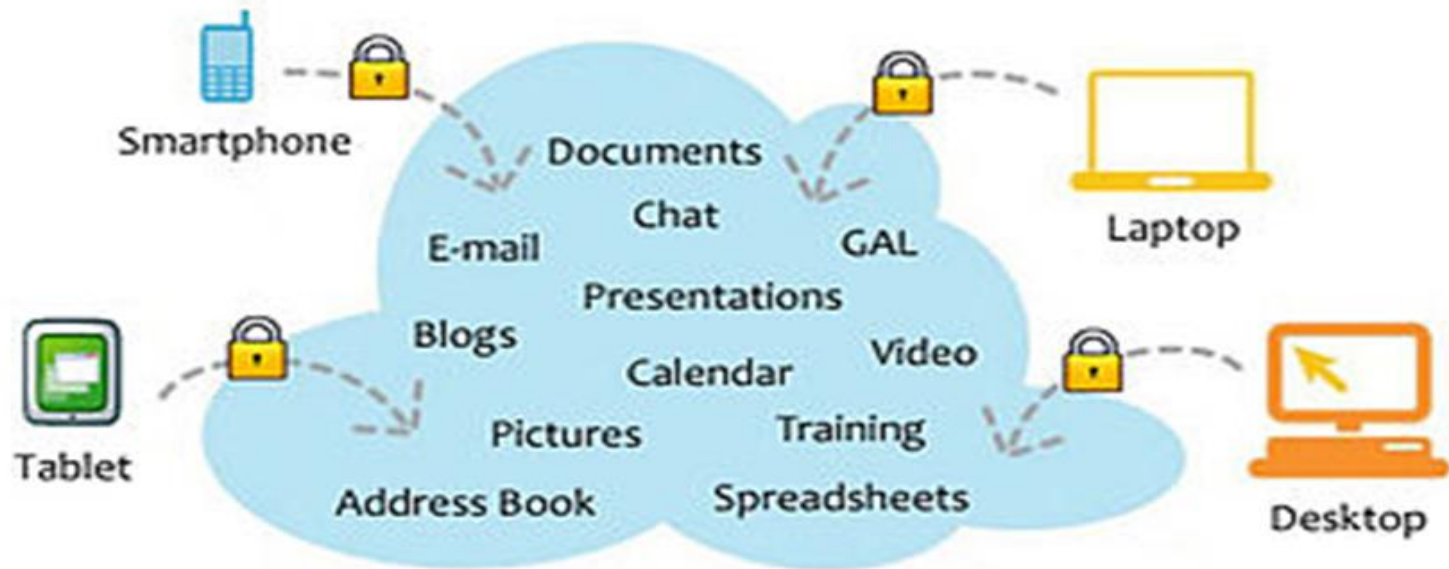 Smartphone
Documents
Chat
E-mail
GAL
Laptop
Presentations
Blogs
Video
Calendar
Pictures
Training
Tablet
Address Book
Spreadsheets
Desktop